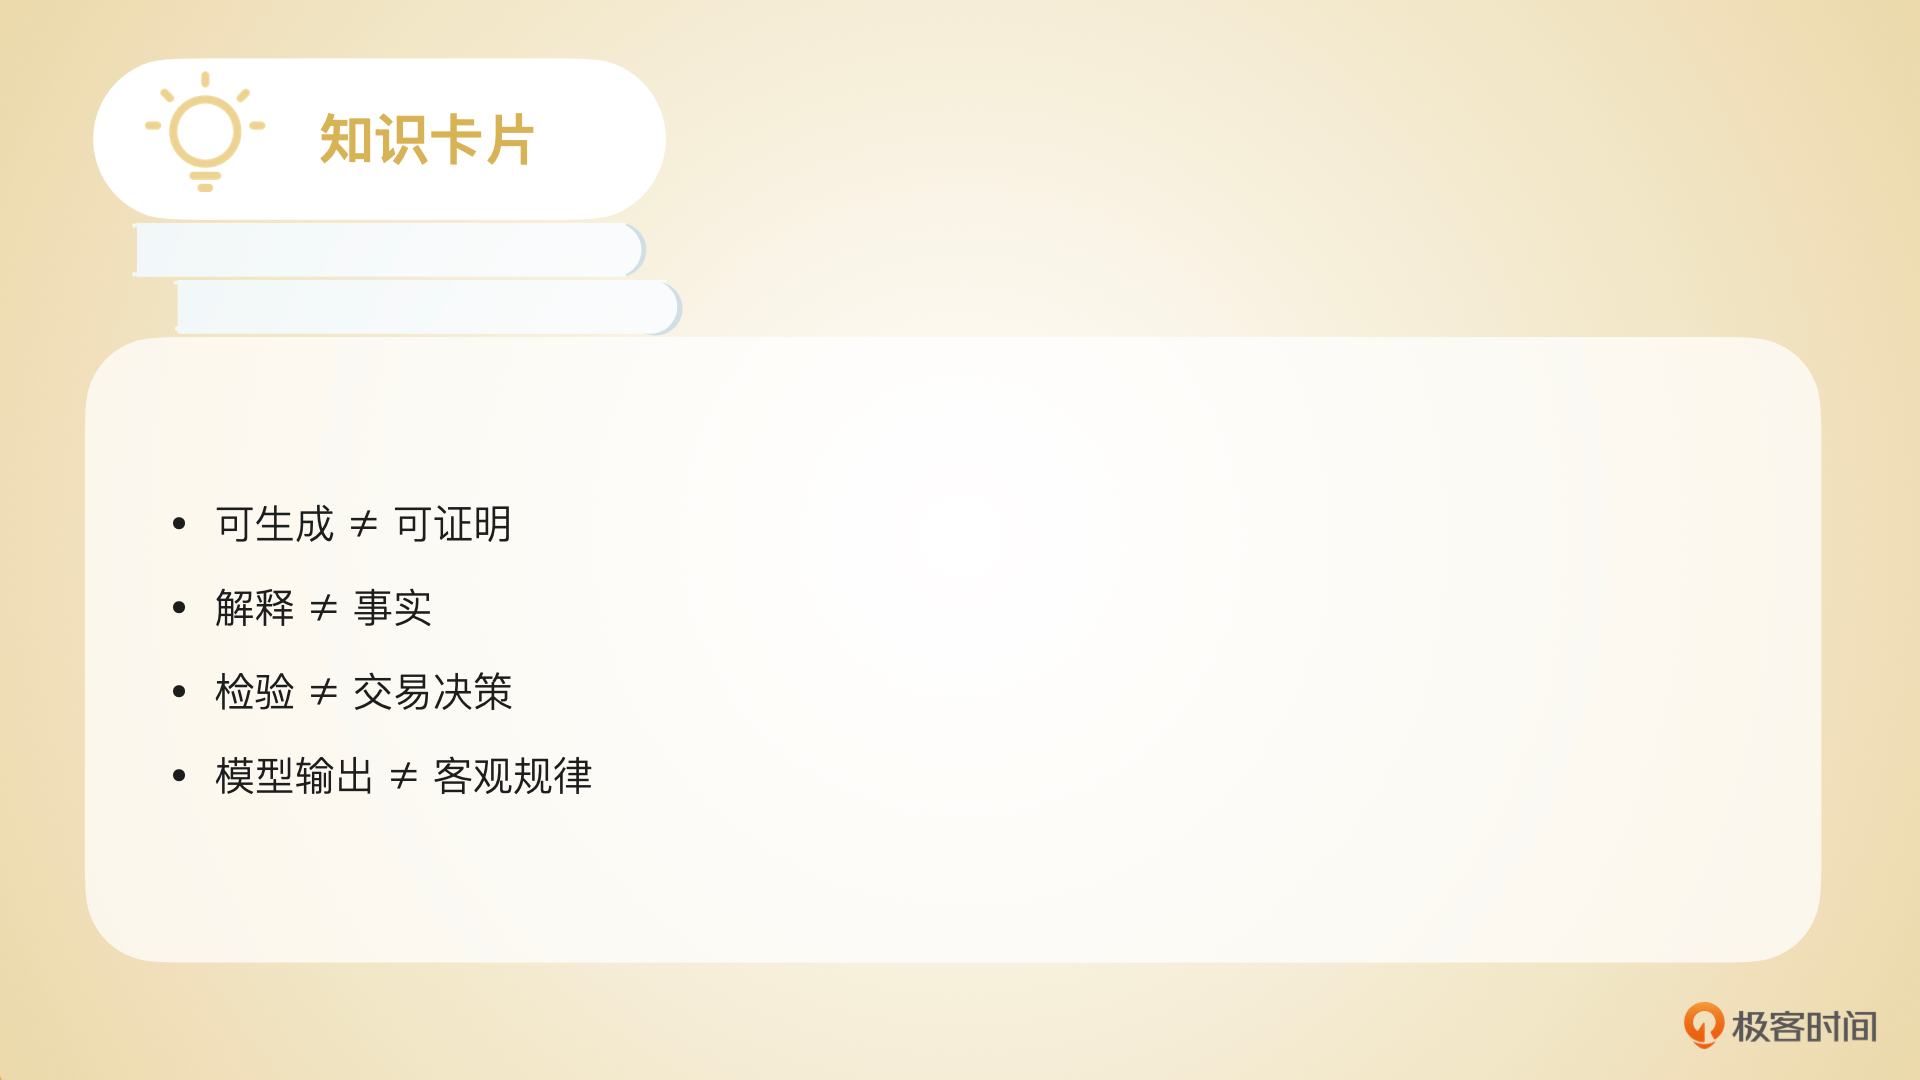 知识卡片
• 可生成 ≠ 可证明
• 解释 ≠ 事实
• 检验 ≠ 交易决策
• 模型输出 ≠ 客观规律
极客时间